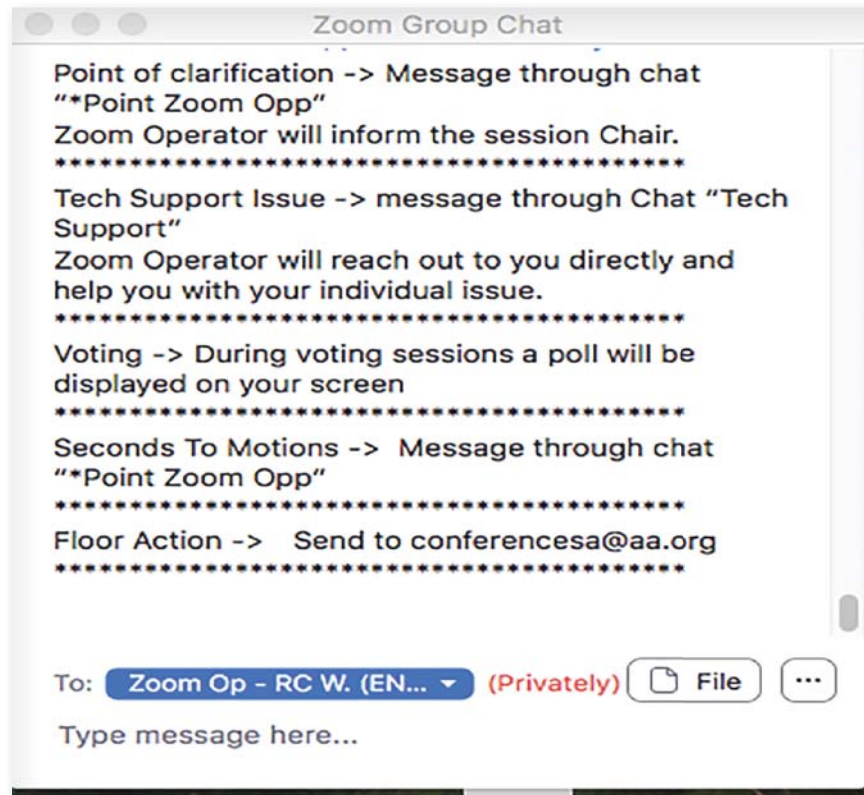 Zoom Group Chat
Point of clarification -> Message through chat
“*Point Zoom Opp”
Zoom Operator will inform the session Chair.
******************************************
Tech Support Issue -> message through Chat “Tech
Support”
Zoom Operator will reach out to you directly and
help you with your individual issue.
******************************************
Voting -> During voting sessions a poll will be
displayed on your screen
******************************************
Seconds To Motions ->  Message through chat
“*Point Zoom Opp”
******************************************
Floor Action ->   Send to conferencesa@aa.org
******************************************
To: Zoom Op - RC W. (EN... (Privately) File ...
Type message here...